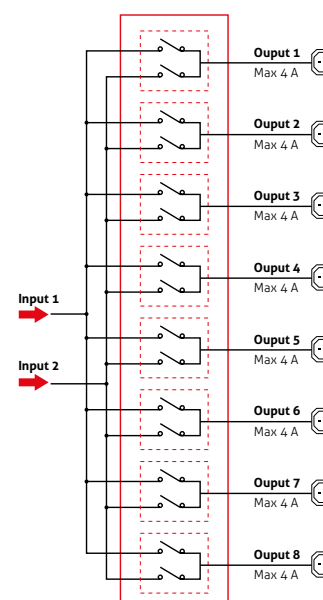 Ouput 1
Max 4 A
Ouput 2
Max 4 A
Ouput 3
Max 4 A
Ouput 4
Max 4 A
Input 1
Ouput 5
Max 4 A
Input 2
Ouput 6
Max 4 A
Ouput 7
Max 4 A
Ouput 8
Max 4 A